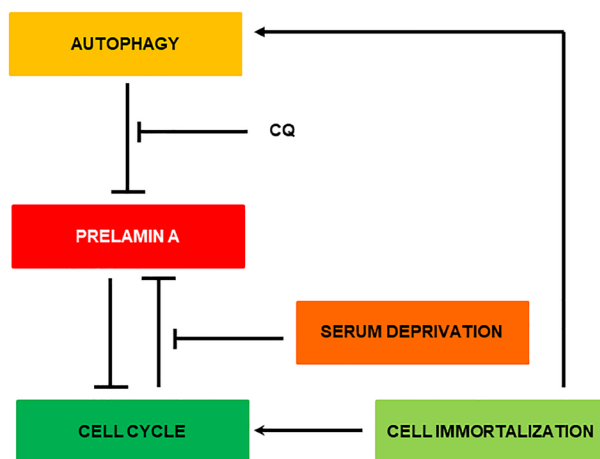 AUTOPHAGY
CQ
PRELAMIN A
SERUM DEPRIVATION
CELL CYCLE
CELL IMMORTALIZATION